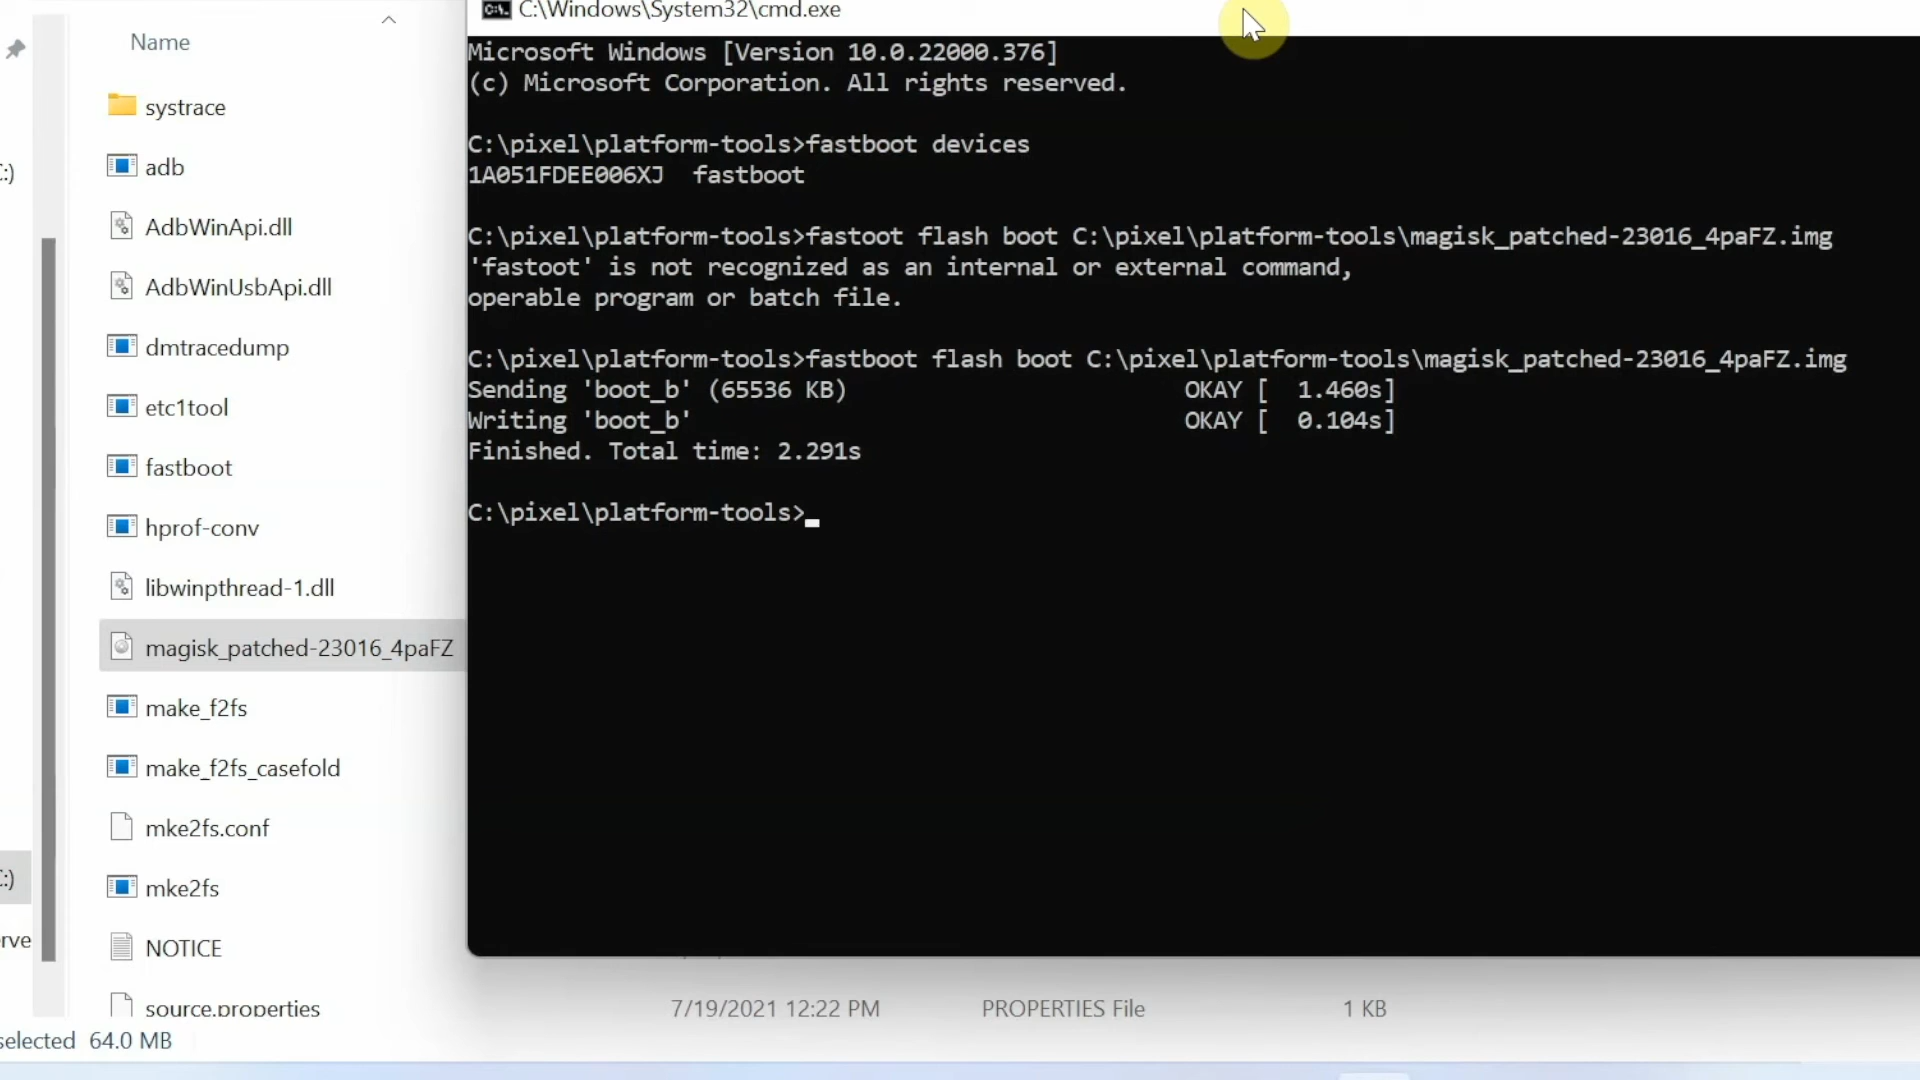 Name
C:\Windows\System32\cmd.exe
Microsoft Windows [Version 10.0.22000.376]
(c) Microsoft Corporation. All rights reserved.
C:\pixel\platform-tools>fastboot devices
1A051FDEE006XJ  fastboot
C:\pixel\platform-tools>fastoot flash boot C:\pixel\platform-tools\magisk_patched-23016_4paFZ.img
'fastoot' is not recognized as an internal or external command,
operable program or batch file.
C:\pixel\platform-tools>fastboot flash boot C:\pixel\platform-tools\magisk_patched-23016_4paFZ.img
Sending 'boot_b' (65536 KB)                        OKAY [  1.460s]
Writing 'boot_b'                                   OKAY [  0.104s]
Finished. Total time: 2.291s
C:\pixel\platform-tools>
systrace
adb
AdbWinApi.dll
AdbWinUsbApi.dll
dmtracedump
etc1tool
fastboot
hprof-conv
libwinpthread-1.dll
magisk_patched-23016_4paFZ
make_f2fs
make_f2fs_casefold
mke2fs.conf
mke2fs
NOTICE
source.properties 7/19/2021 12:22 PM PROPERTIES File 1 KB
selected 64.0 MB
:)
:)
erve